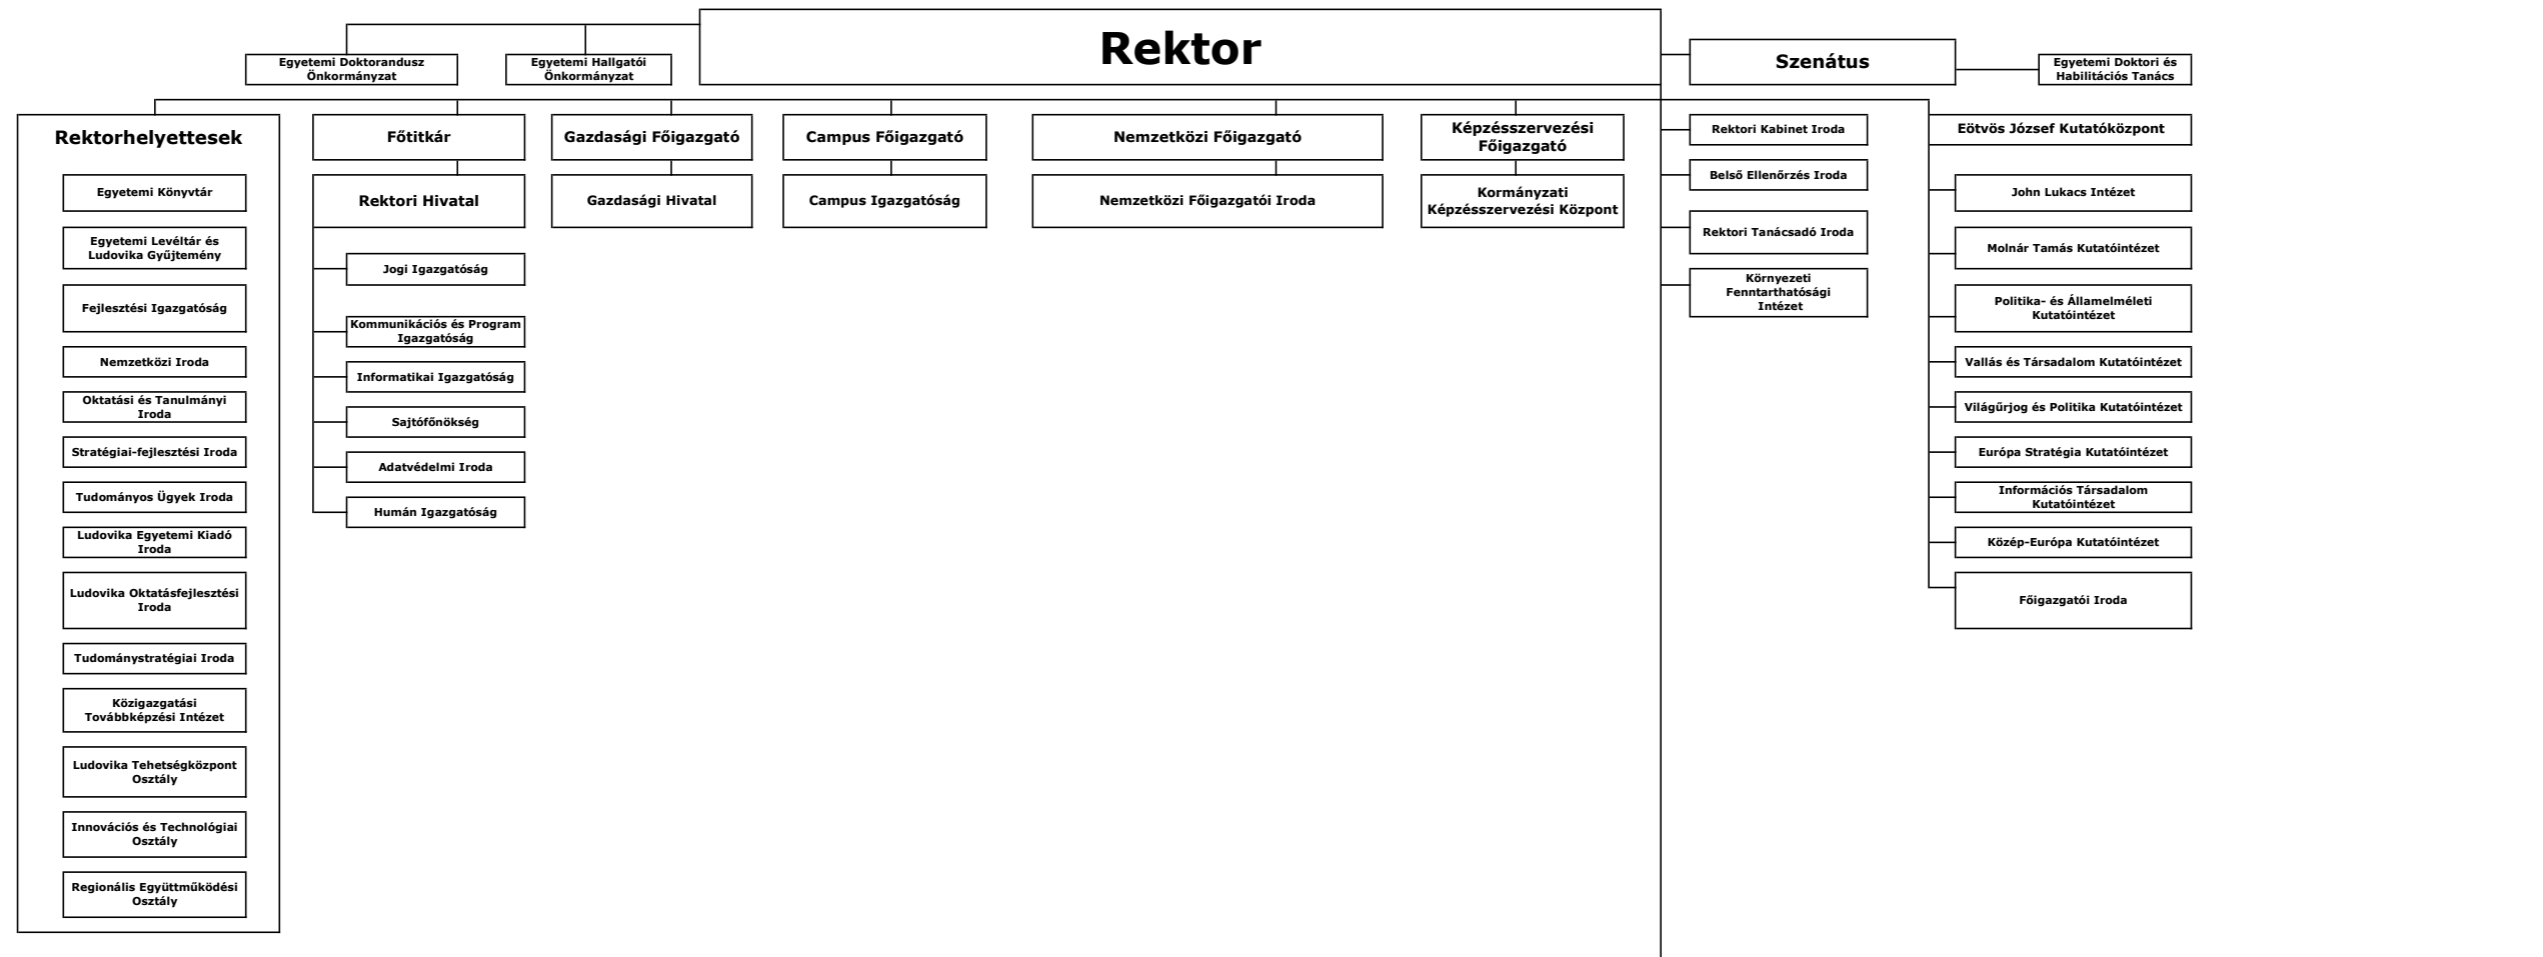 Rektor
Egyetemi Doktorandusz
Önkormányzat
Egyetemi Hallgatói
Önkormányzat
Szenátus
Egyetemi Doktori és
Habilitációs Tanács
Rektorhelyettesek
Egyetemi Könyvtár
Egyetemi Levéltár és
Ludovika Gyűjtemény
Fejlesztési Igazgatóság
Nemzetközi Iroda
Oktatási és Tanulmányi
Iroda
Stratégiai-fejlesztési Iroda
Tudományos Ügyek Iroda
Ludovika Egyetemi Kiadó
Iroda
Ludovika Oktatásfejlesztési
Iroda
Tudománystratégiai Iroda
Közigazgatási
Továbbképzési Intézet
Ludovika Tehetségközpont
Osztály
Innovációs és Technológiai
Osztály
Regionális Együttműködési
Osztály
Főtitkár
Rektori Hivatal
Jogi Igazgatóság
Kommunikációs és Program
Igazgatóság
Informatikai Igazgatóság
Sajtófőnökség
Adatvédelmi Iroda
Humán Igazgatóság
Gazdasági Főigazgató
Gazdasági Hivatal
Campus Főigazgató
Campus Igazgatóság
Nemzetközi Főigazgató
Nemzetközi Főigazgatói Iroda
Képzésszervezési
Főigazgató
Kormányzati
Képzésszervezési Központ
Rektori Kabinet Iroda
Belső Ellenőrzés Iroda
Rektori Tanácsadó Iroda
Környezeti
Fenntarthatósági
Intézet
Eötvös József Kutatóközpont
John Lukacs Intézet
Molnár Tamás Kutatóintézet
Politika- és Államelméleti
Kutatóintézet
Vallás és Társadalom Kutatóintézet
Világűrjog és Politika Kutatóintézet
Európa Stratégia Kutatóintézet
Információs Társadalom
Kutatóintézet
Közép-Európa Kutatóintézet
Főigazgatói Iroda